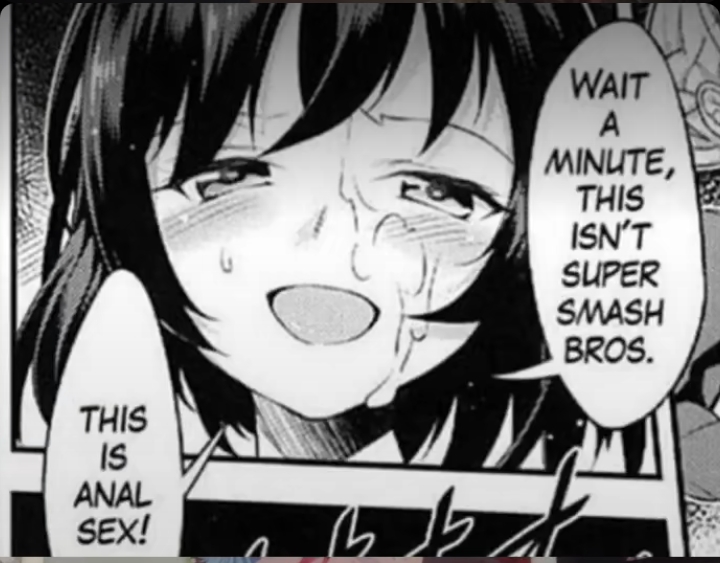 WAIT
A
MINUTE,
THIS
ISN'T
SUPER
SMASH
BROS.
THIS
IS
ANAL
SEX!